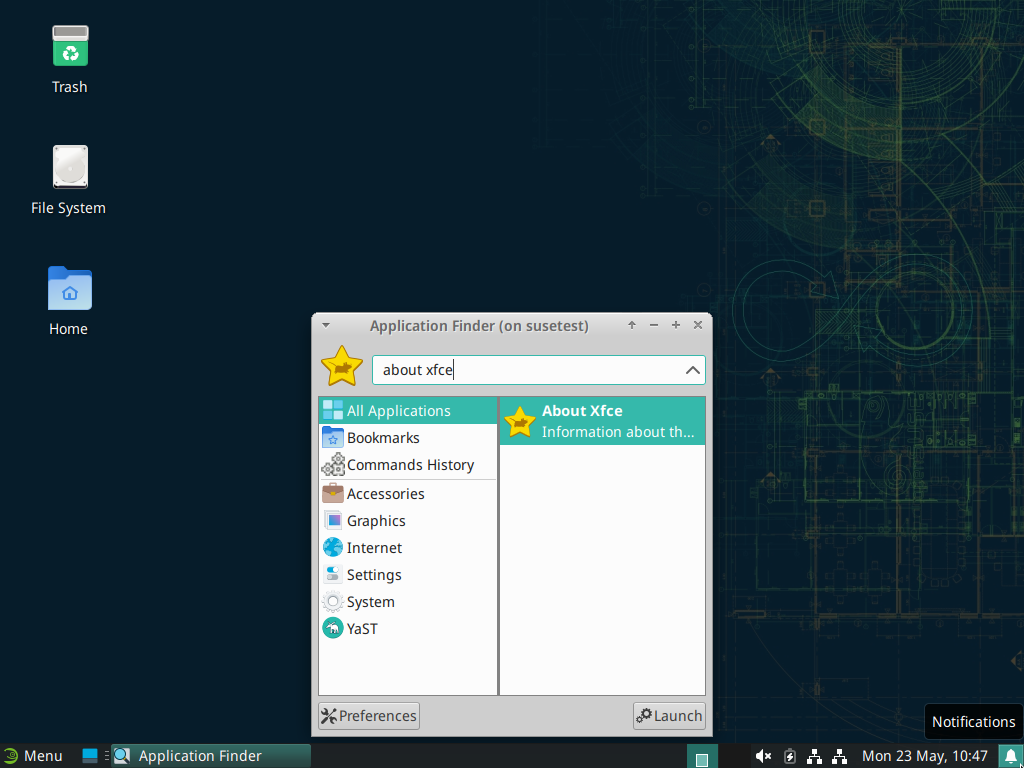 Trash
File System
Home
Application Finder (on susetest)
about xfce
All Applications
Bookmarks
Commands History
Accessories
Graphics
Internet
Settings
System
YaST
About Xfce
Information about th...
Preferences
Launch
Notifications
Menu
Application Finder
Mon 23 May, 10:47